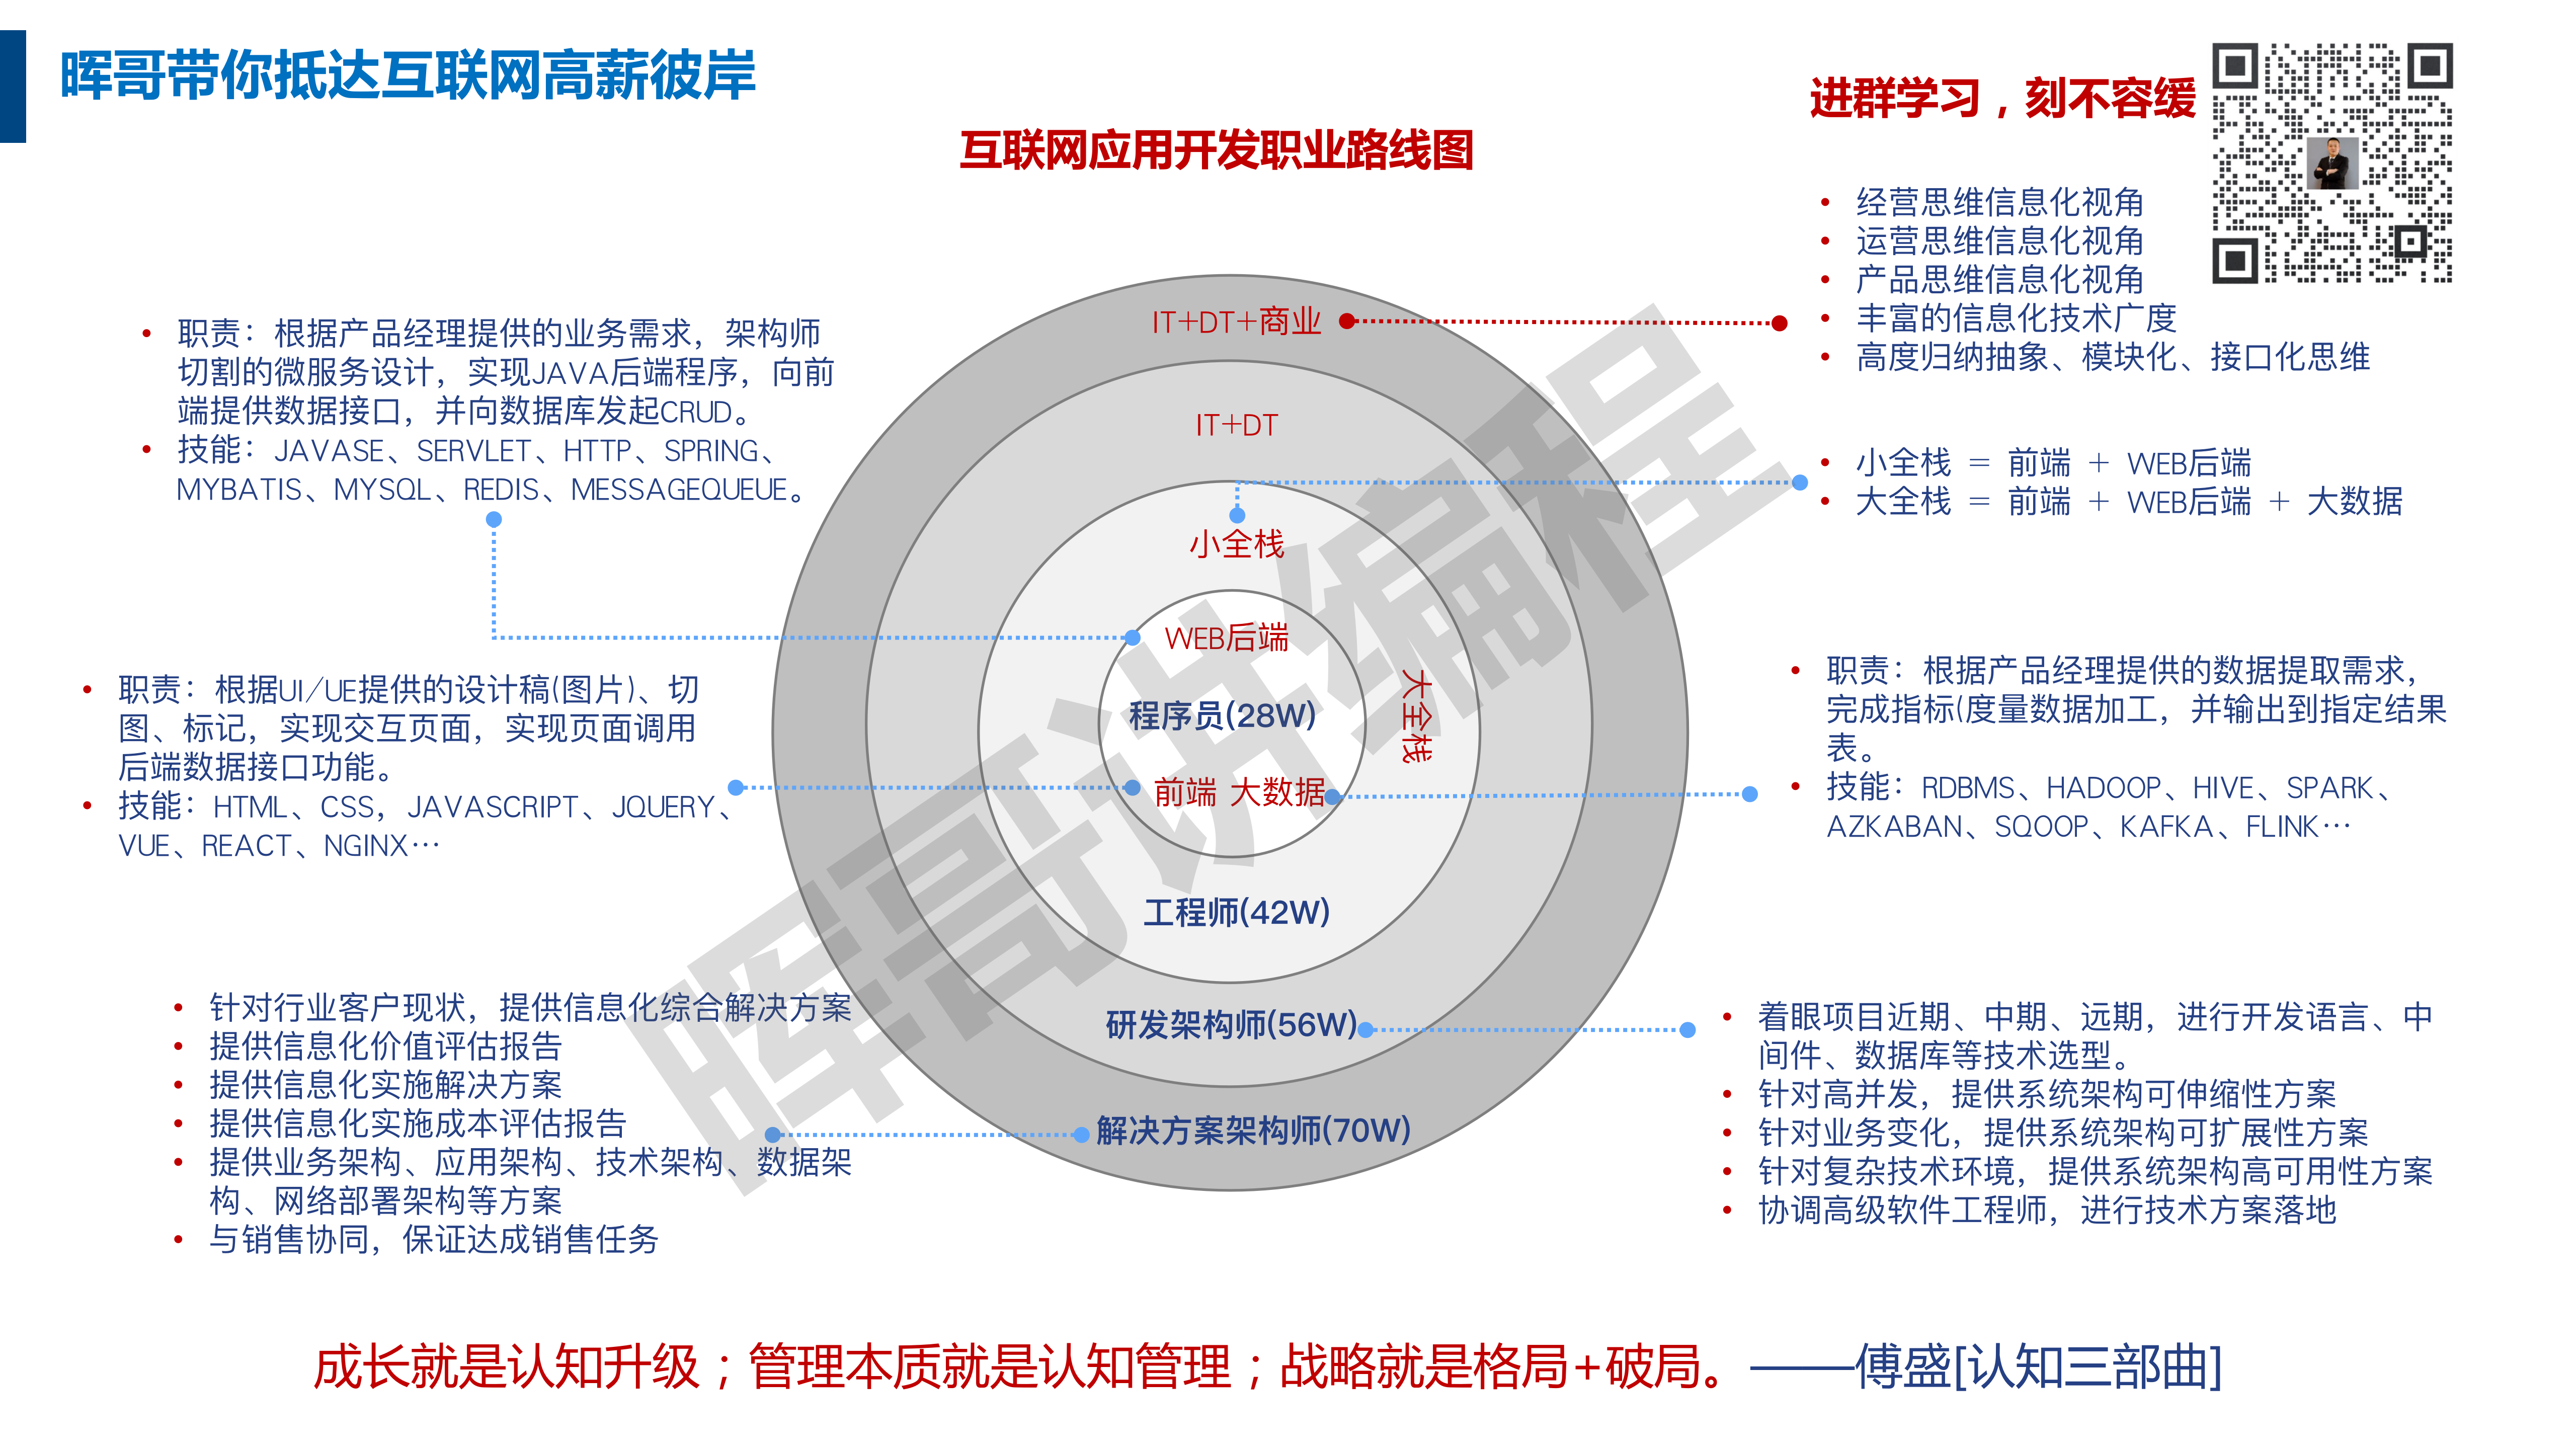 晖哥带你抵达互联网高薪彼岸
进群学习，刻不容缓
互联网应用开发职业路线图
• 经营思维信息化视角
• 运营思维信息化视角
• 产品思维信息化视角
• 丰富的信息化技术广度
• 高度归纳抽象、模块化、接口化思维
• 职责：根据产品经理提供的业务需求，架构师
切割的微服务设计，实现JAVA后端程序，向前
端提供数据接口，并向数据库发起CRUD。
• 技能：JAVASE、SERVLET、HTTP、SPRING、
MYBATIS、MYSQL、REDIS、MESSAGEQUEUE。
• 小全栈 = 前端 + WEB后端
• 大全栈 = 前端 + WEB后端 + 大数据
IT+DT+商业
IT+DT
小全栈
WEB后端
程序员(28W)
大全栈
前端 大数据
工程师(42W)
研发架构师(56W)
解决方案架构师(70W)
• 职责：根据UI/UE提供的设计稿(图片)、切
图、标记，实现交互页面，实现页面调用
后端数据接口功能。
• 技能：HTML、CSS，JAVASCRIPT、JQUERY、
VUE、REACT、NGINX…
• 职责：根据产品经理提供的数据提取需求，
完成指标(度量数据加工，并输出到指定结果
表。
• 技能：RDBMS、HADOOP、HIVE、SPARK、
AZKABAN、SQOOP、KAFKA、FLINK…
• 针对行业客户现状，提供信息化综合解决方案
• 提供信息化价值评估报告
• 提供信息化实施解决方案
• 提供信息化实施成本评估报告
• 提供业务架构、应用架构、技术架构、数据架
构、网络部署架构等方案
• 与销售协同，保证达成销售任务
• 着眼项目近期、中期、远期，进行开发语言、中
间件、数据库等技术选型。
• 针对高并发，提供系统架构可伸缩性方案
• 针对业务变化，提供系统架构可扩展性方案
• 针对复杂技术环境，提供系统架构高可用性方案
• 协调高级软件工程师，进行技术方案落地
晖哥说编程
成长就是认知升级；管理本质就是认知管理；战略就是格局+破局。——傅盛[认知三部曲]